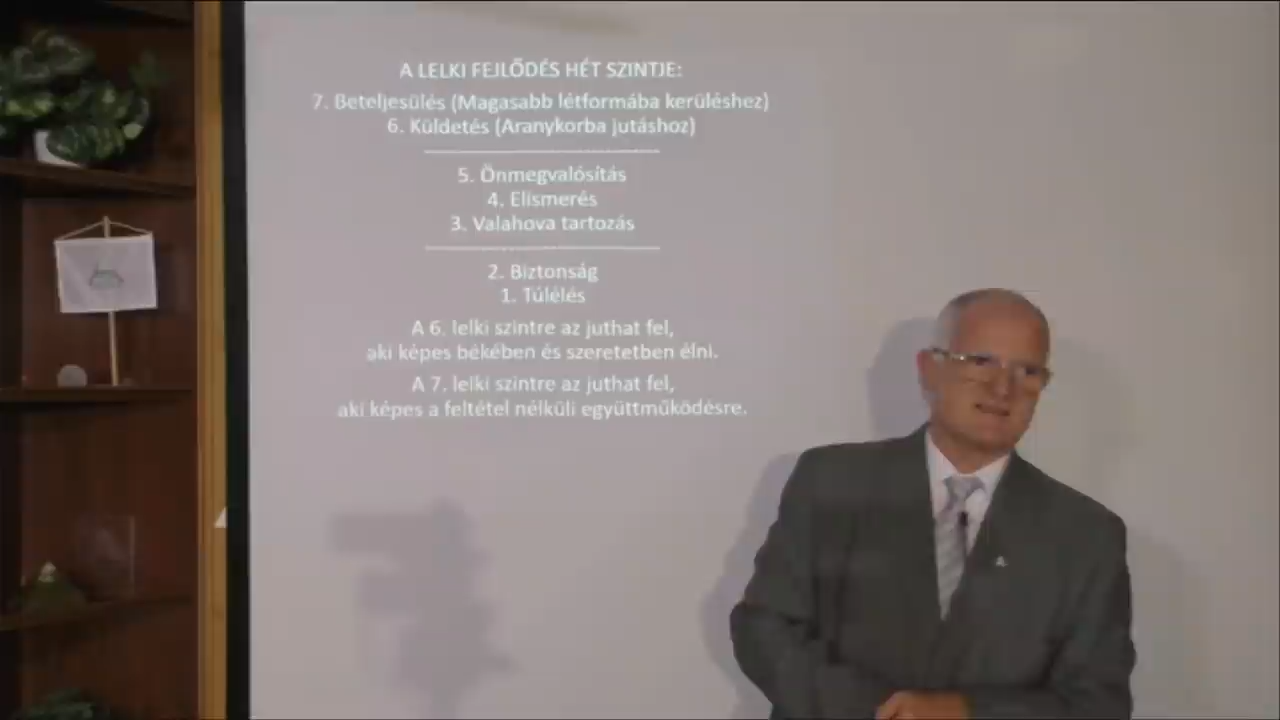 A LELKI FEJLŐDÉS HÉT SZINTJE:
7. Beteljesülés (Magasabb létformába kerüléshez)
6. Küldetés (Aranykorba jutáshoz)
5. Önmegvalósítás
4. Elismerés
3. Valahova tartozás
2. Biztonság
1. Túlélés
A 6. lelki szintre az juthat fel,
aki képes békében és szeretetben élni.
A 7. lelki szintre az juthat fel,
aki képes a feltétel nélküli együttműködésre.